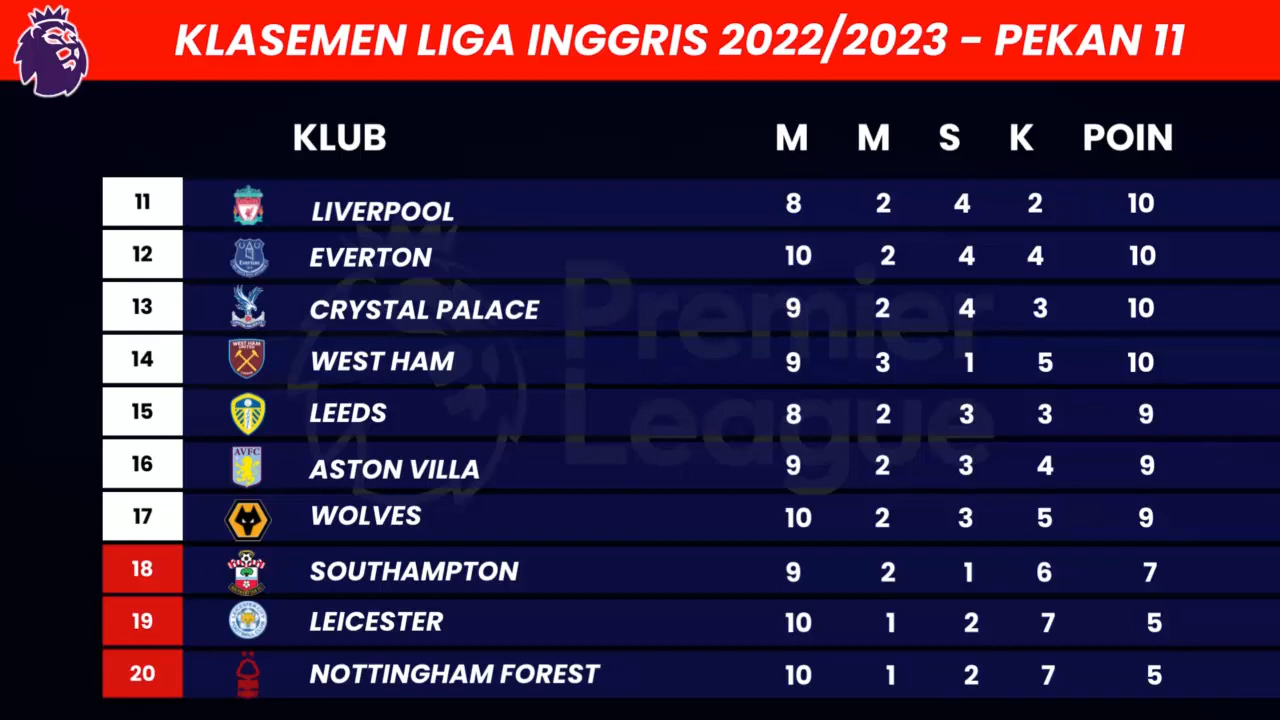 KLASEMEN LIGA INGGRIS 2022/2023 - PEKAN 11
KLUB M M S K POIN
11 LIVERPOOL 8 2 4 2 10
12 EVERTON 10 2 4 4 10
13 CRYSTAL PALACE 9 2 4 3 10
14 WEST HAM 9 3 1 5 10
15 LEEDS 8 2 3 3 9
16 ASTON VILLA 9 2 3 4 9
17 WOLVES 10 2 3 5 9
18 SOUTHAMPTON 9 2 1 6 7
19 LEICESTER 10 1 2 7 5
20 NOTTINGHAM FOREST 10 1 2 7 5
Premier
League
AVFC